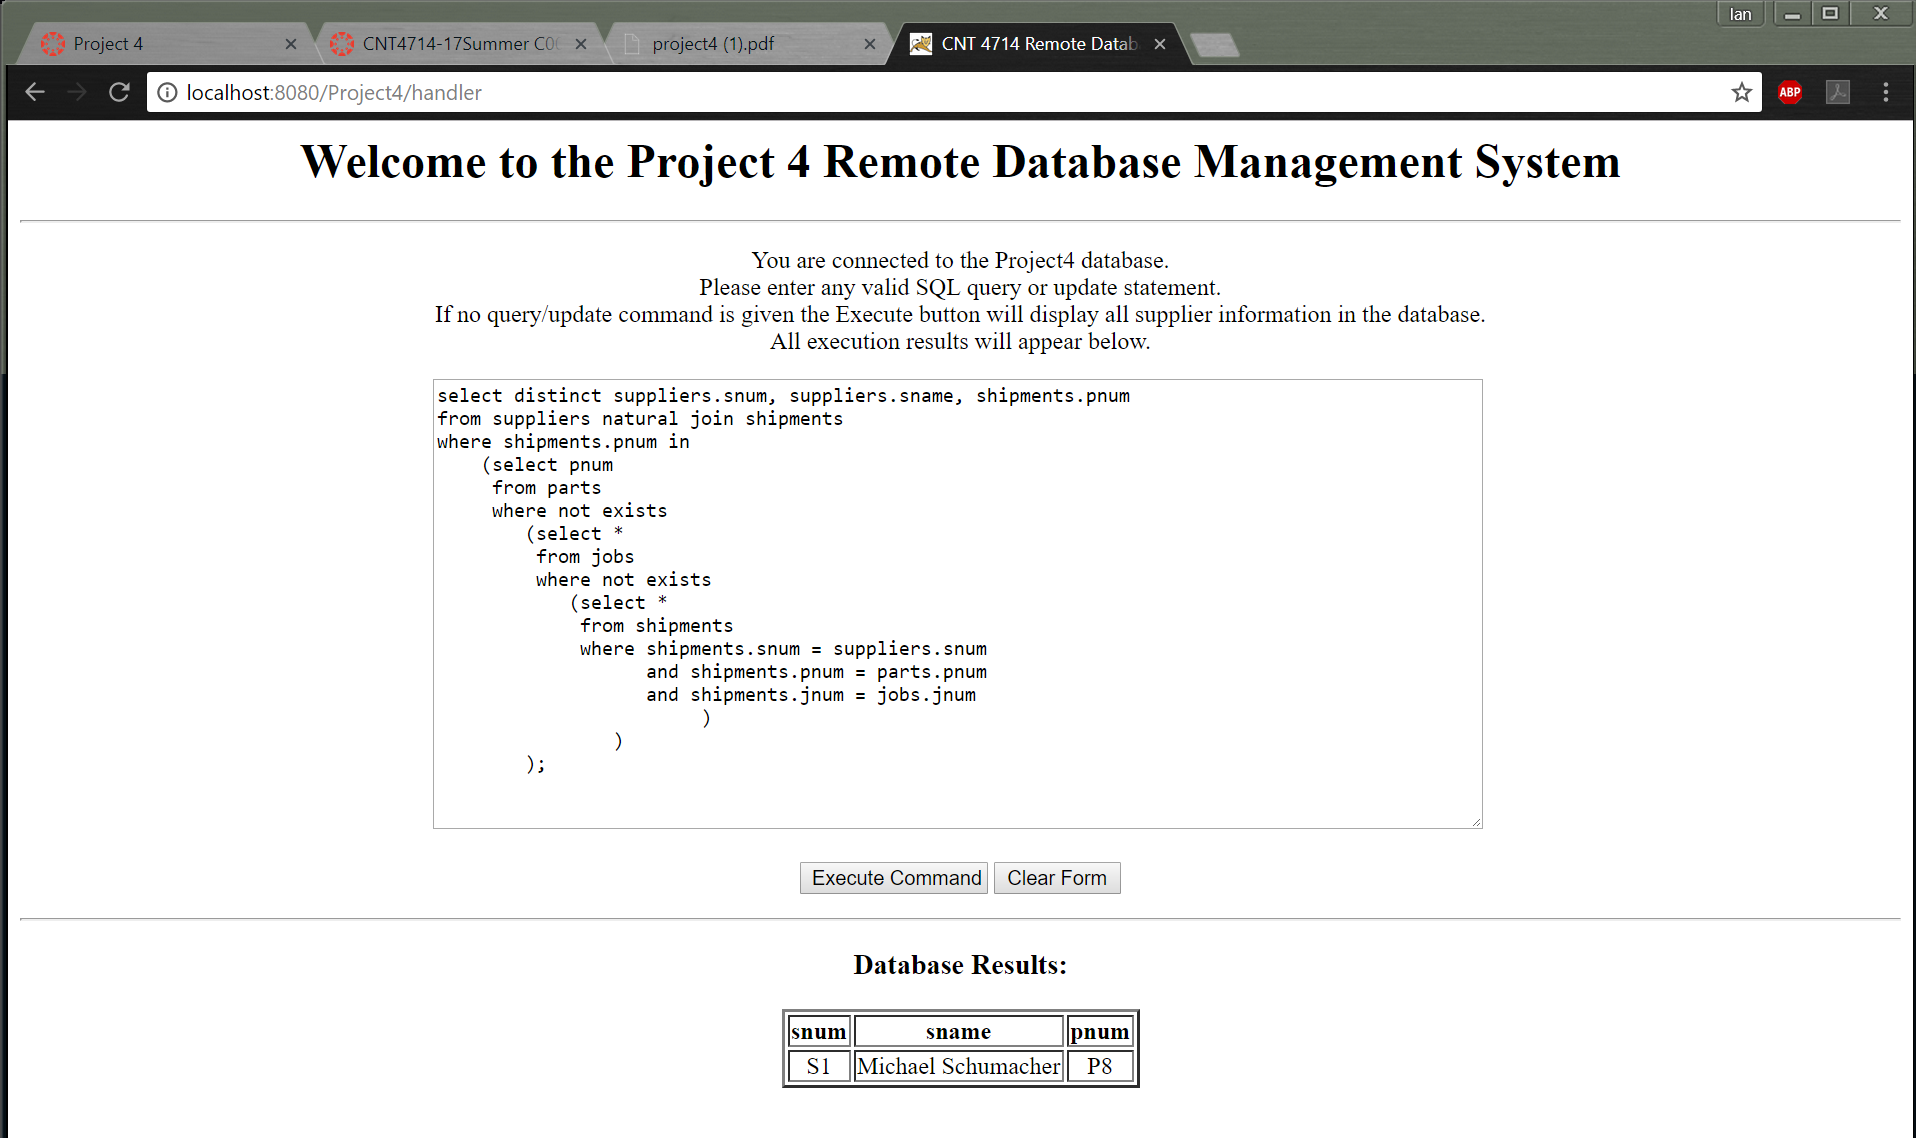 Ian
Project 4
CNT4714-17Summer C00
project4 (1).pdf
CNT 4714 Remote Datab
localhost:8080/Project4/handler
ABP
Welcome to the Project 4 Remote Database Management System
You are connected to the Project4 database.
Please enter any valid SQL query or update statement.
If no query/update command is given the Execute button will display all supplier information in the database.
All execution results will appear below.
select distinct suppliers.snum, suppliers.sname, shipments.pnum
from suppliers natural join shipments
where shipments.pnum in
(select pnum
from parts
where not exists
(select *
from jobs
where not exists
(select *
from shipments
where shipments.snum = suppliers.snum
and shipments.pnum = parts.pnum
and shipments.jnum = jobs.jnum
)
)
);
Execute Command Clear Form
Database Results:
snum sname pnum
S1 Michael Schumacher P8